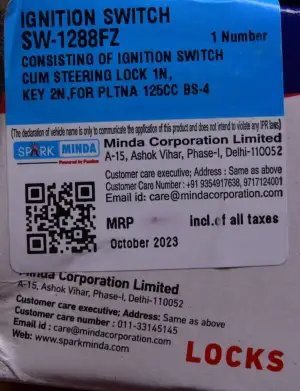 IGNITION SWITCH
SW-1288FZ 1 Number
CONSISTING OF IGNITION SWITCH
CUM STEERING LOCK 1N,
KEY 2N,FOR PLTNA 125CC BS-4
(The declaration of vehicle name is only to communicate the application of this product and does not intend to violate any IPR laws)
SPARK MINDA
Powered by Passion
Minda Corporation Limited
A-15, Ashok Vihar, Phase-I, Delhi-110052
Customer care executive; Address : Same as above
Customer Care Number : +91 9354917638, 9717124001
Email id: care@mindacorporation.com
MRP incl.of all taxes
October 2023
Minda Corporation Limited
A-15, Ashok Vihar, Phase-I, Delhi-110052
Customer care executive; Address: Same as above
Customer care number : 011-33145145
Email id : care@mindacorporation.com
Web: www.sparkminda.com
LOCKS